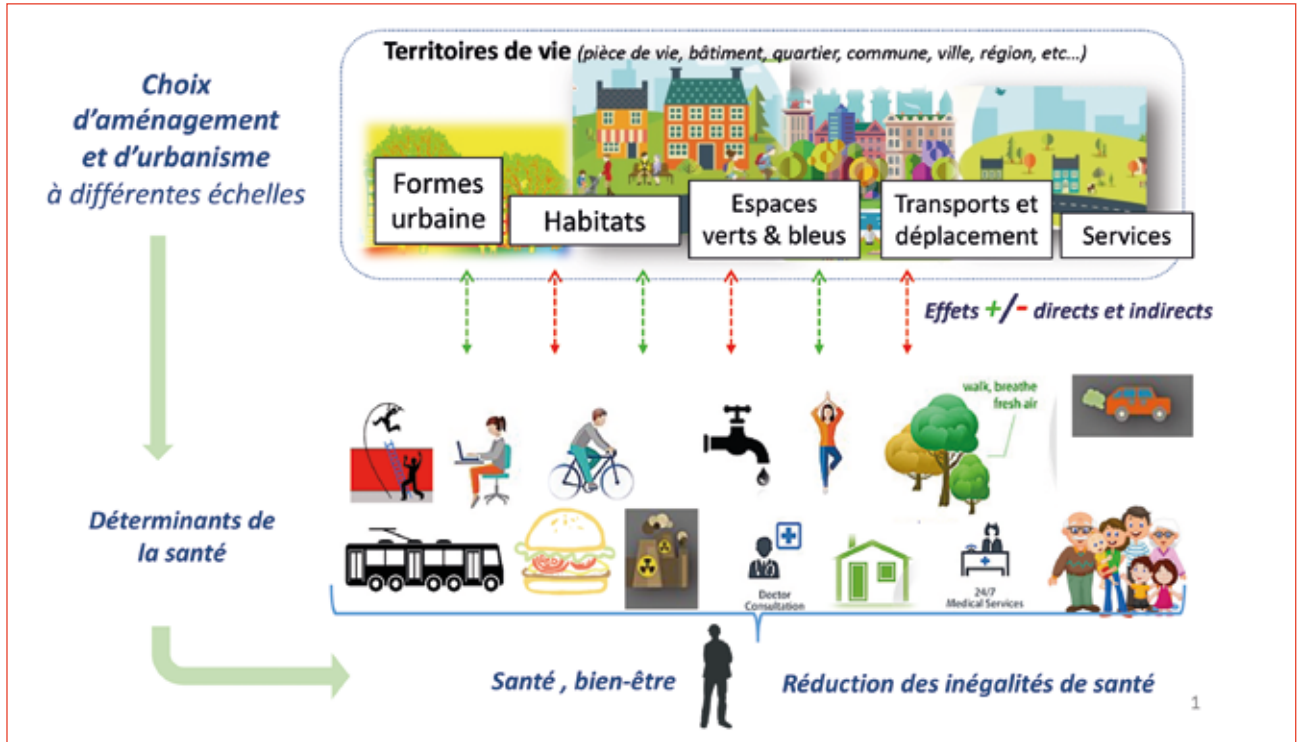 Territoires de vie (pièce de vie, bâtiment, quartier, commune, ville, région, etc...)
Choix
d'aménagement
et d'urbanisme
à différentes échelles
Formes
urbaine
Habitats
Espaces
verts & bleus
Transports et
déplacement
Services
Effets +/- directs et indirects
walk, breathe
fresh air
Déterminants de
la santé
Doctor
Consultation
24/7
Medical Services
Santé , bien-être
Réduction des inégalités de santé
1